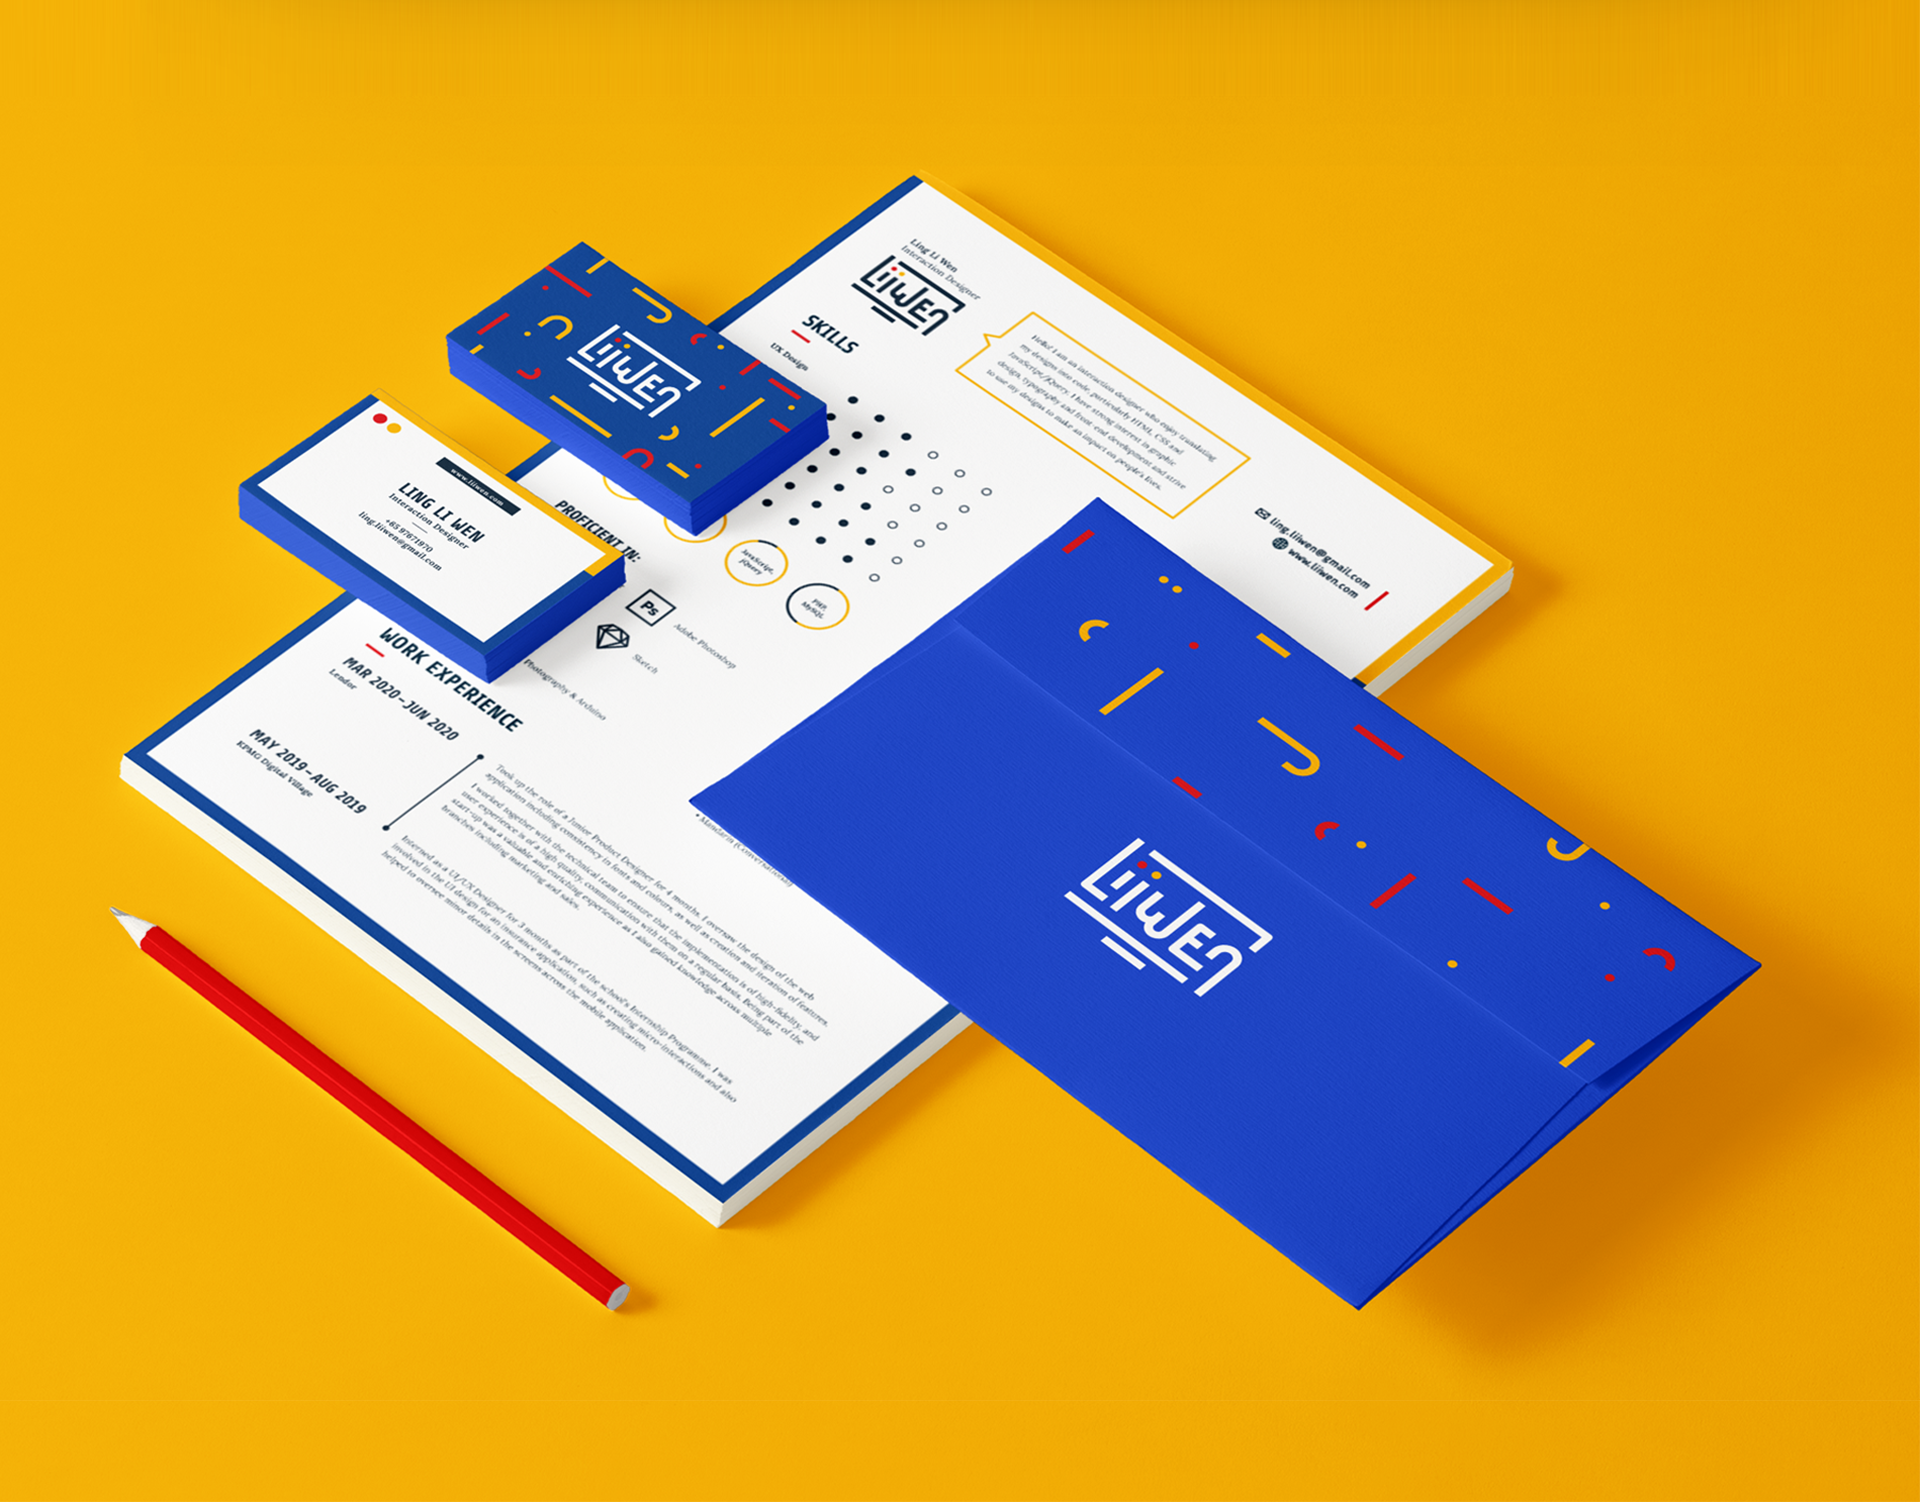 Ling Li Wen
Interaction Designer
LiiWEn
SKILLS
UX Design
Hello! I am an interaction designer who enjoy translating
my designs into code, particularly HTML, CSS and
JavaScript/jQuery. I have strong interest in graphic
design, typography and front-end development and strive
to use my designs to make an impact on people's lives.
ling.liiwen@gmail.com
www.liiwen.com
LiiWEn
www.liiwen.com
LING LI WEN
Interaction Designer
+65 97671970
ling.liiwen@gmail.com
PROFICIENT IN:
JavaScript,
jQuery
PHP,
MySQL
Ps
Adobe Photoshop
Sketch
Photography & Arduino
WORK EXPERIENCE
MAR 2020–JUN 2020
Lendor
Took up the role of a Junior Product Designer for 4 months. I oversaw the design of the web
application including consistency in fonts and colours, as well as creation and iteration of features.
I worked together with the technical team to ensure that the implementation is of high-fidelity, and
user experience is of a high quality, communication with them on a regular basis. Being part of the
start-up was a valuable and enriching experience as I also gained knowledge across multiple
branches including marketing and sales.
MAY 2019–AUG 2019
KPMG Digital Village
Interned as a UI/UX Designer for 3 months as part of the school's Internship Programme. I was
involved in the UI design for an insurance application, such as creating micro-interactions and also
helped to oversee minor details in the screens across the mobile application.
• Mandarin (Conversational)
LiiWEn